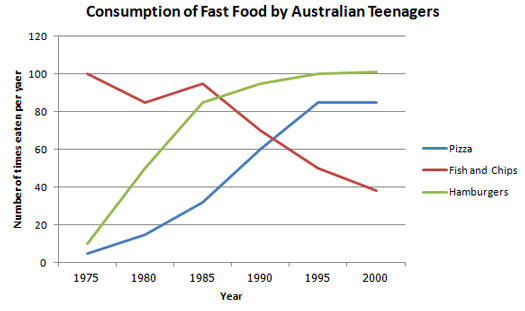 Consumption of Fast Food by Australian Teenagers
Number of times eaten per yaer
120
100
80
60
40
20
0
1975 1980 1985 1990 1995 2000
Year
Pizza
Fish and Chips
Hamburgers